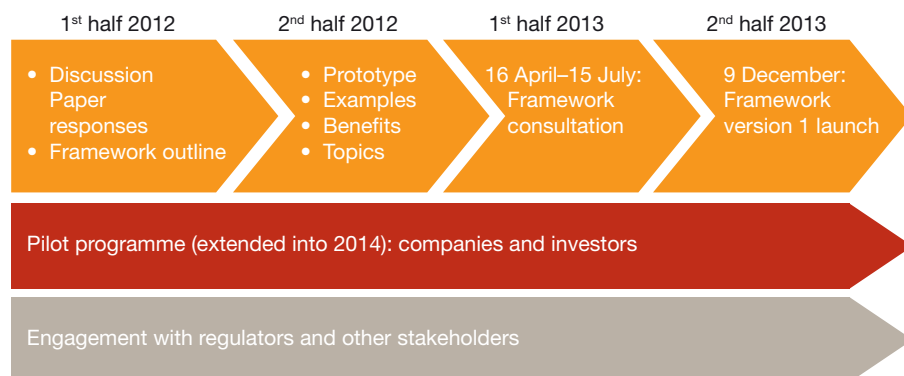 1st half 2012
2nd half 2012
1st half 2013
2nd half 2013
• Discussion
Paper
responses
• Framework outline
• Prototype
• Examples
• Benefits
• Topics
16 April–15 July:
Framework
consultation
9 December:
Framework
version 1 launch
Pilot programme (extended into 2014): companies and investors
Engagement with regulators and other stakeholders